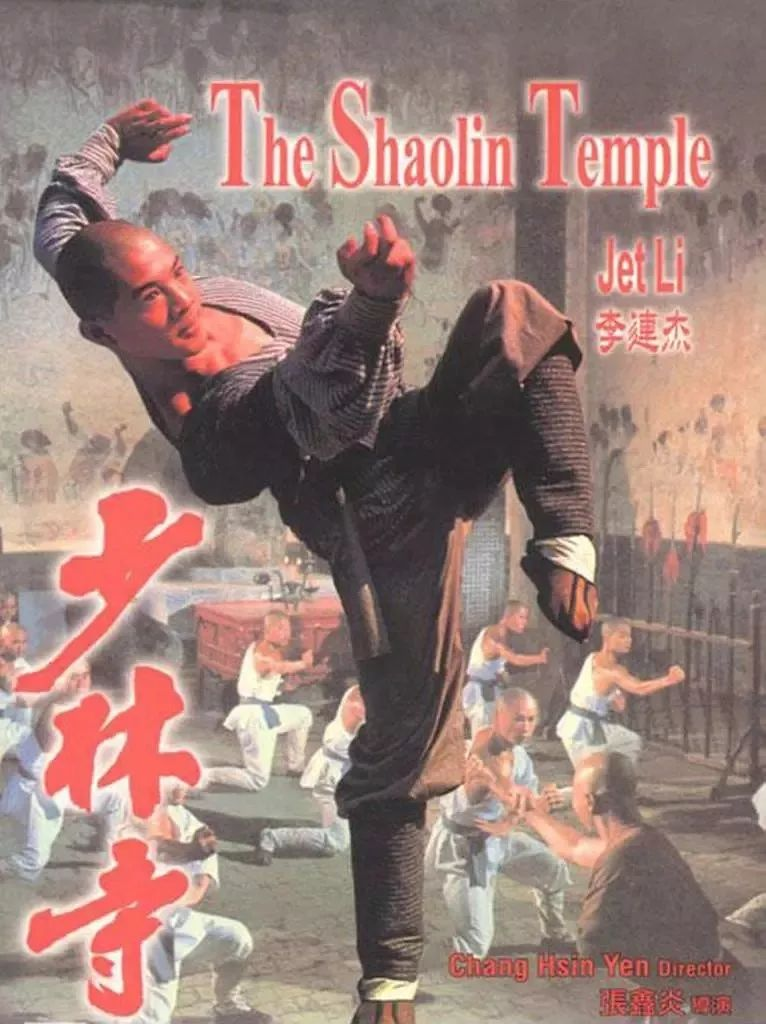 The Shaolin Temple
Jet Li
李連杰
少林寺
Chang Hsin Yen Director
張鑫炎 導演